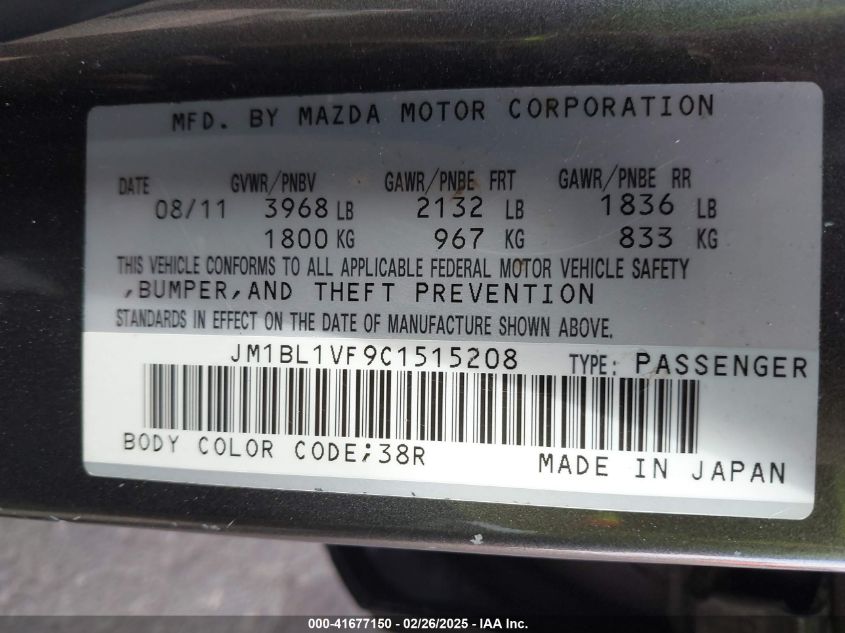 MFD. BY MAZDA MOTOR CORPORATION
DATE GVWR/PNBV GAWR/PNBE FRT GAWR/PNBE RR
08/11 3968 LB 2132 LB 1836 LB
1800 KG 967 KG 833 KG
THIS VEHICLE CONFORMS TO ALL APPLICABLE FEDERAL MOTOR VEHICLE SAFETY
,BUMPER,AND THEFT PREVENTION
STANDARDS IN EFFECT ON THE DATE OF MANUFACTURE SHOWN ABOVE.
JM1BL1VF9C1515208 TYPE: PASSENGER
BODY COLOR CODE;38R MADE IN JAPAN
000-41677150 - 02/26/2025 - IAA Inc.